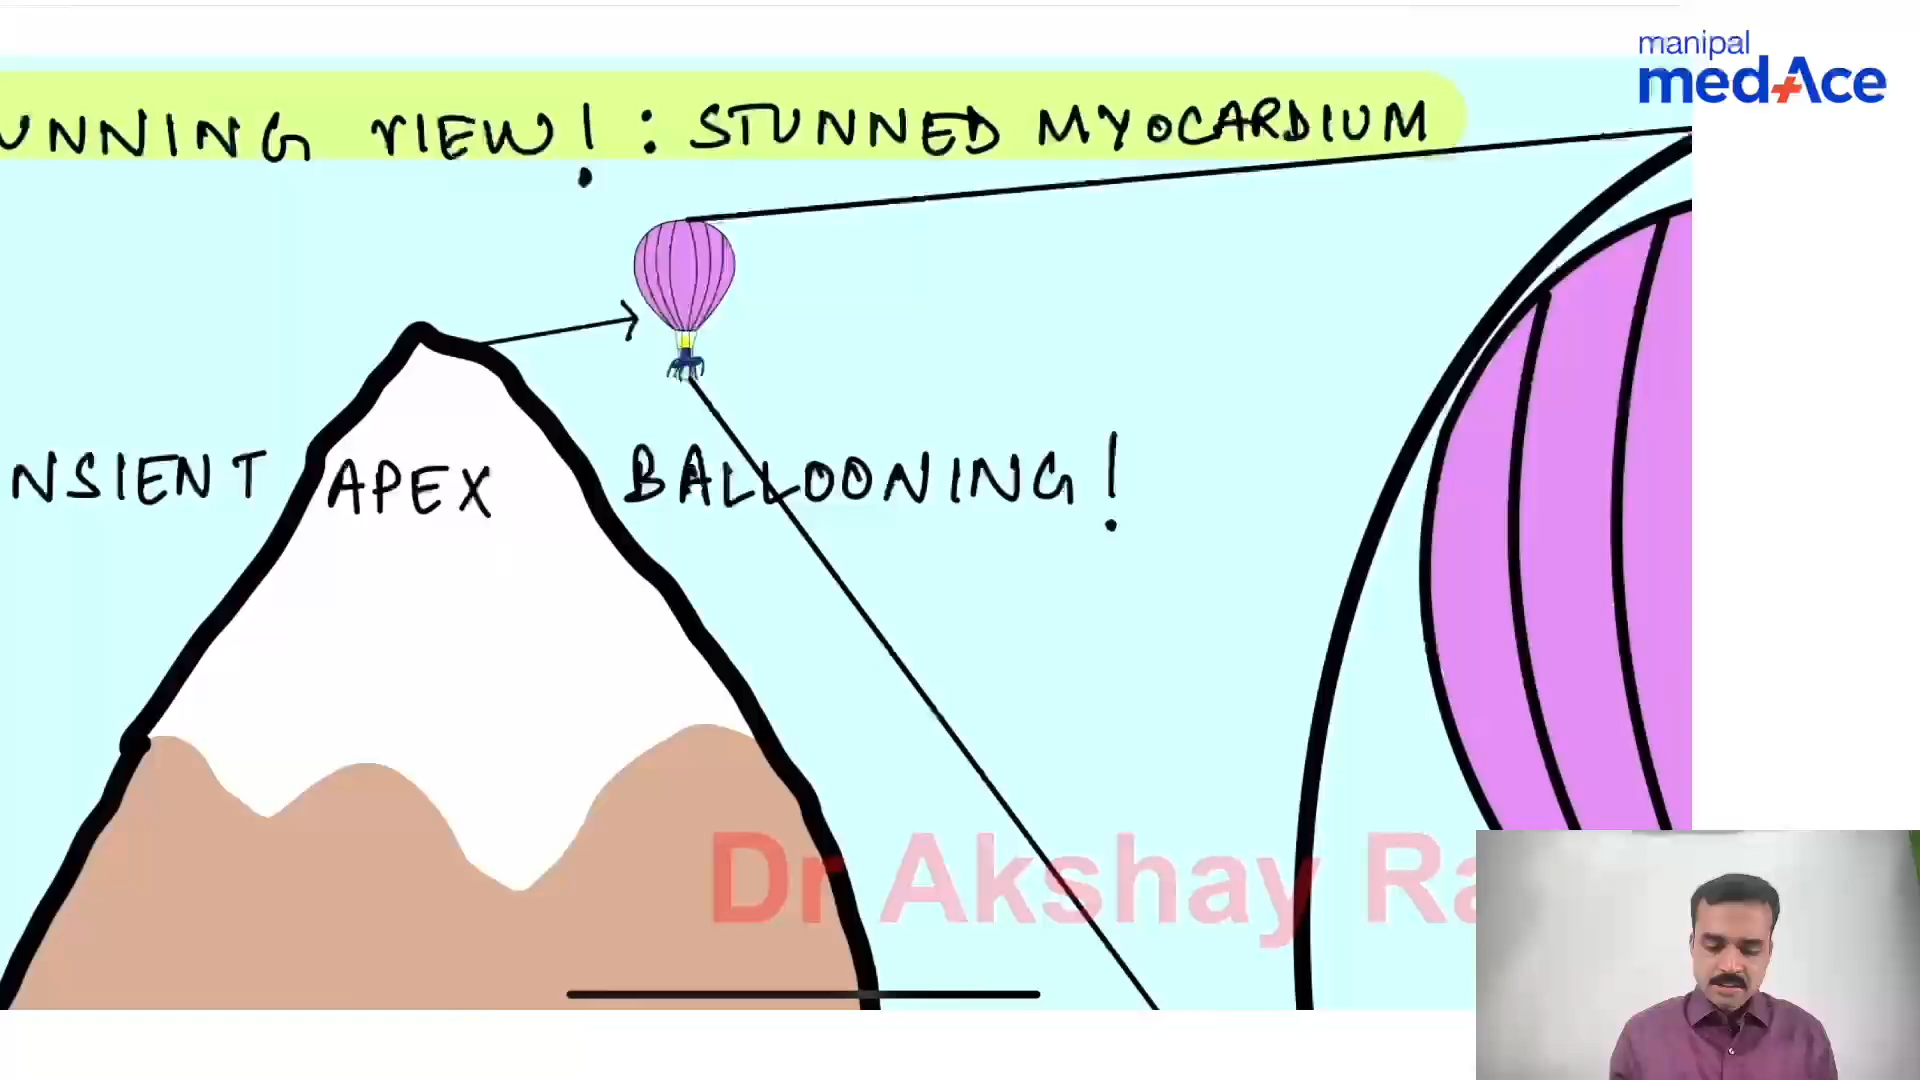 manipal
medAce
UNNING VIEW! : STUNNED MYOCARDIUM
NSIENT APEX BALLOONING!
Dr Akshay Ra